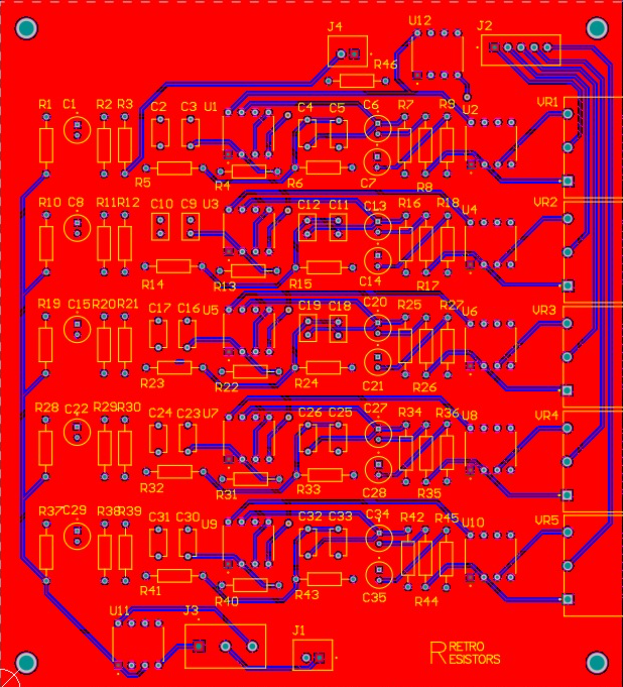 U12
J4 J2
R46
R1 C1 R2 R3 C2 C3 U1 C4 C5 C6 R7 R9 U2 VR1
R5 R4 R6 C7 R8
R10 C8 R11 R12 C10 C9 U3 C12 C11 C13 R16 R18 U4 VR2
R14 R13 R15 C14 R17
R19 C15 R20 R21 C17 C16 U5 C19 C18 C20 R25 R27 U6 VR3
R23 R22 R24 C21 R26
R28 C22 R29 R30 C24 C23 U7 C26 C25 C27 R34 R36 U8 VR4
R32 R31 R33 C28 R35
R37 C29 R38 R39 C31 C30 U9 C32 C33 C34 R42 R45 U10 VR5
R41 R40 R43 C35 R44
U11 J3 J1
RETRO
RESISTORS